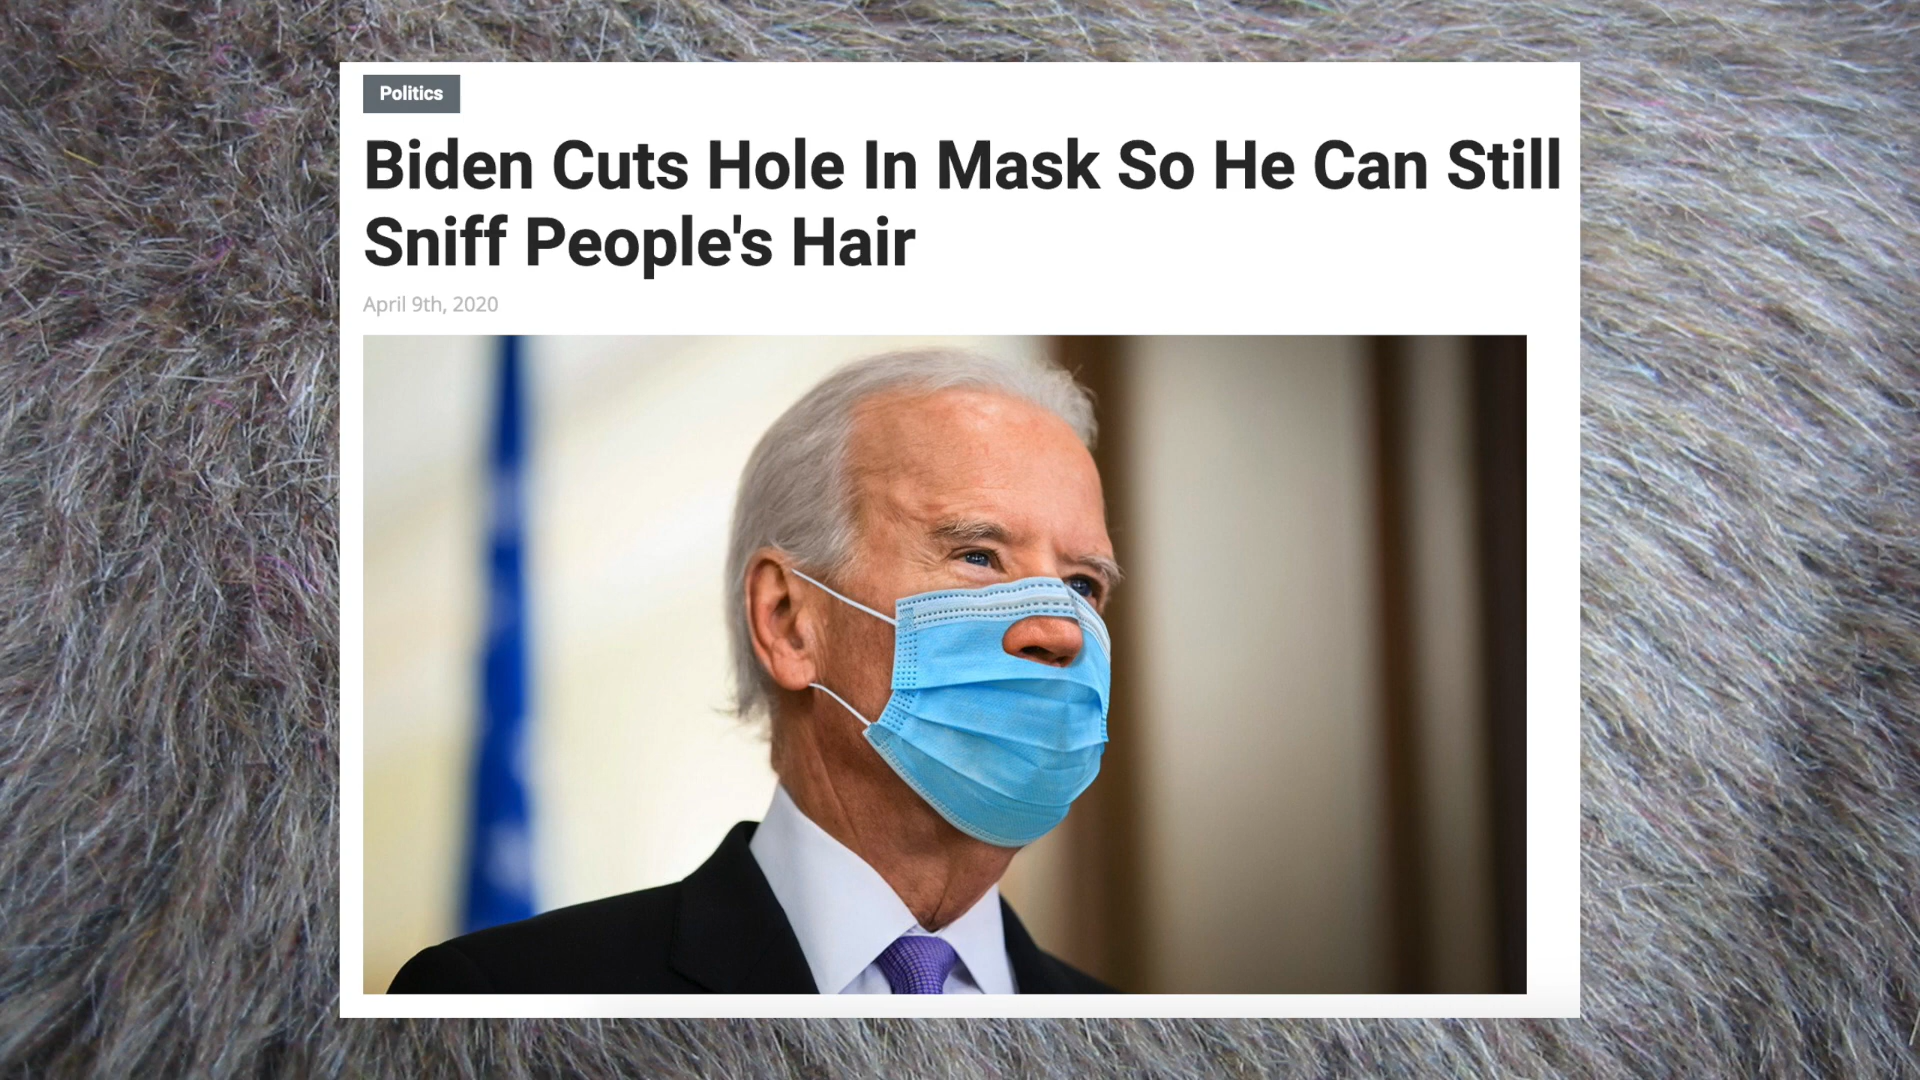 Politics
Biden Cuts Hole In Mask So He Can Still
Sniff People's Hair
April 9th, 2020